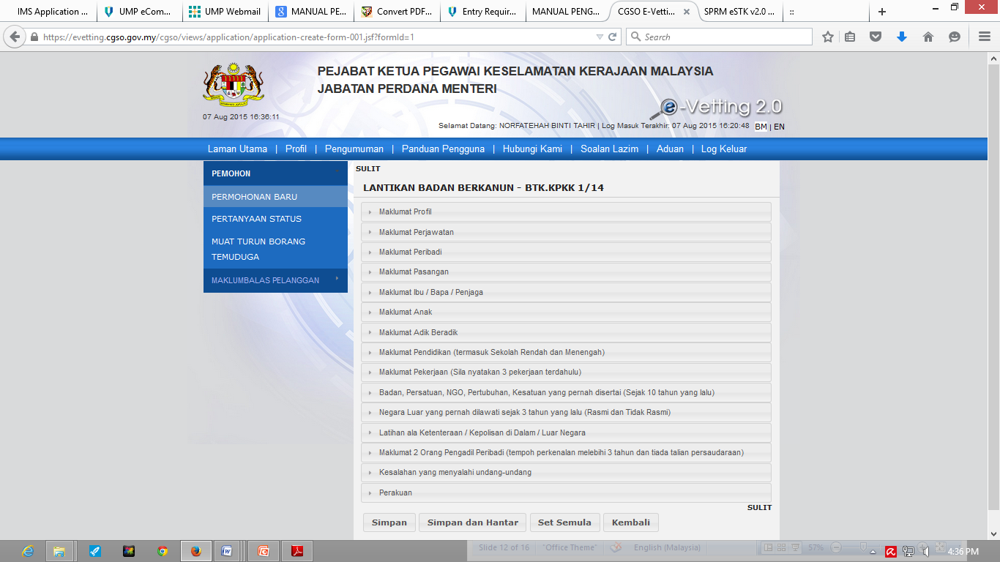 IMS Application ...
UMP eCom...
UMP Webmail
MANUAL PE...
Convert PDF...
Entry Requir...
MANUAL PENG...
CGSO E-Vetti...
SPRM eSTK v2.0 ...
https://evetting.cgso.gov.my/cgso/views/application/application-create-form-001.jsf?formId=1
Search
PEJABAT KETUA PEGAWAI KESELAMATAN KERAJAAN MALAYSIA
JABATAN PERDANA MENTERI
e-Vetting 2.0
07 Aug 2015 16:36:11
Selamat Datang: NORFATEHAH BINTI TAHIR | Log Masuk Terakhir: 07 Aug 2015 16:20:48 BM | EN
Laman Utama | Profil | Pengumuman | Panduan Pengguna | Hubungi Kami | Soalan Lazim | Aduan | Log Keluar
PEMOHON
PERMOHONAN BARU
PERTANYAAN STATUS
MUAT TURUN BORANG
TEMUDUGA
MAKLUMBALAS PELANGGAN
SULIT
LANTIKAN BADAN BERKANUN - BTK.KPKK 1/14
Maklumat Profil
Maklumat Perjawatan
Maklumat Peribadi
Maklumat Pasangan
Maklumat Ibu / Bapa / Penjaga
Maklumat Anak
Maklumat Adik Beradik
Maklumat Pendidikan (termasuk Sekolah Rendah dan Menengah)
Maklumat Pekerjaan (Sila nyatakan 3 pekerjaan terdahulu)
Badan, Persatuan, NGO, Pertubuhan, Kesatuan yang pernah disertai (Sejak 10 tahun yang lalu)
Negara Luar yang pernah dilawati sejak 3 tahun yang lalu (Rasmi dan Tidak Rasmi)
Latihan ala Ketenteraan / Kepolisan di Dalam / Luar Negara
Maklumat 2 Orang Pengadil Peribadi (tempoh perkenalan melebihi 3 tahun dan tiada talian persaudaraan)
Kesalahan yang menyalahi undang-undang
Perakuan
SULIT
Simpan
Simpan dan Hantar
Set Semula
Kembali
Slide 12 of 16
"Office Theme"
English (Malaysia)
57%
4:36 PM